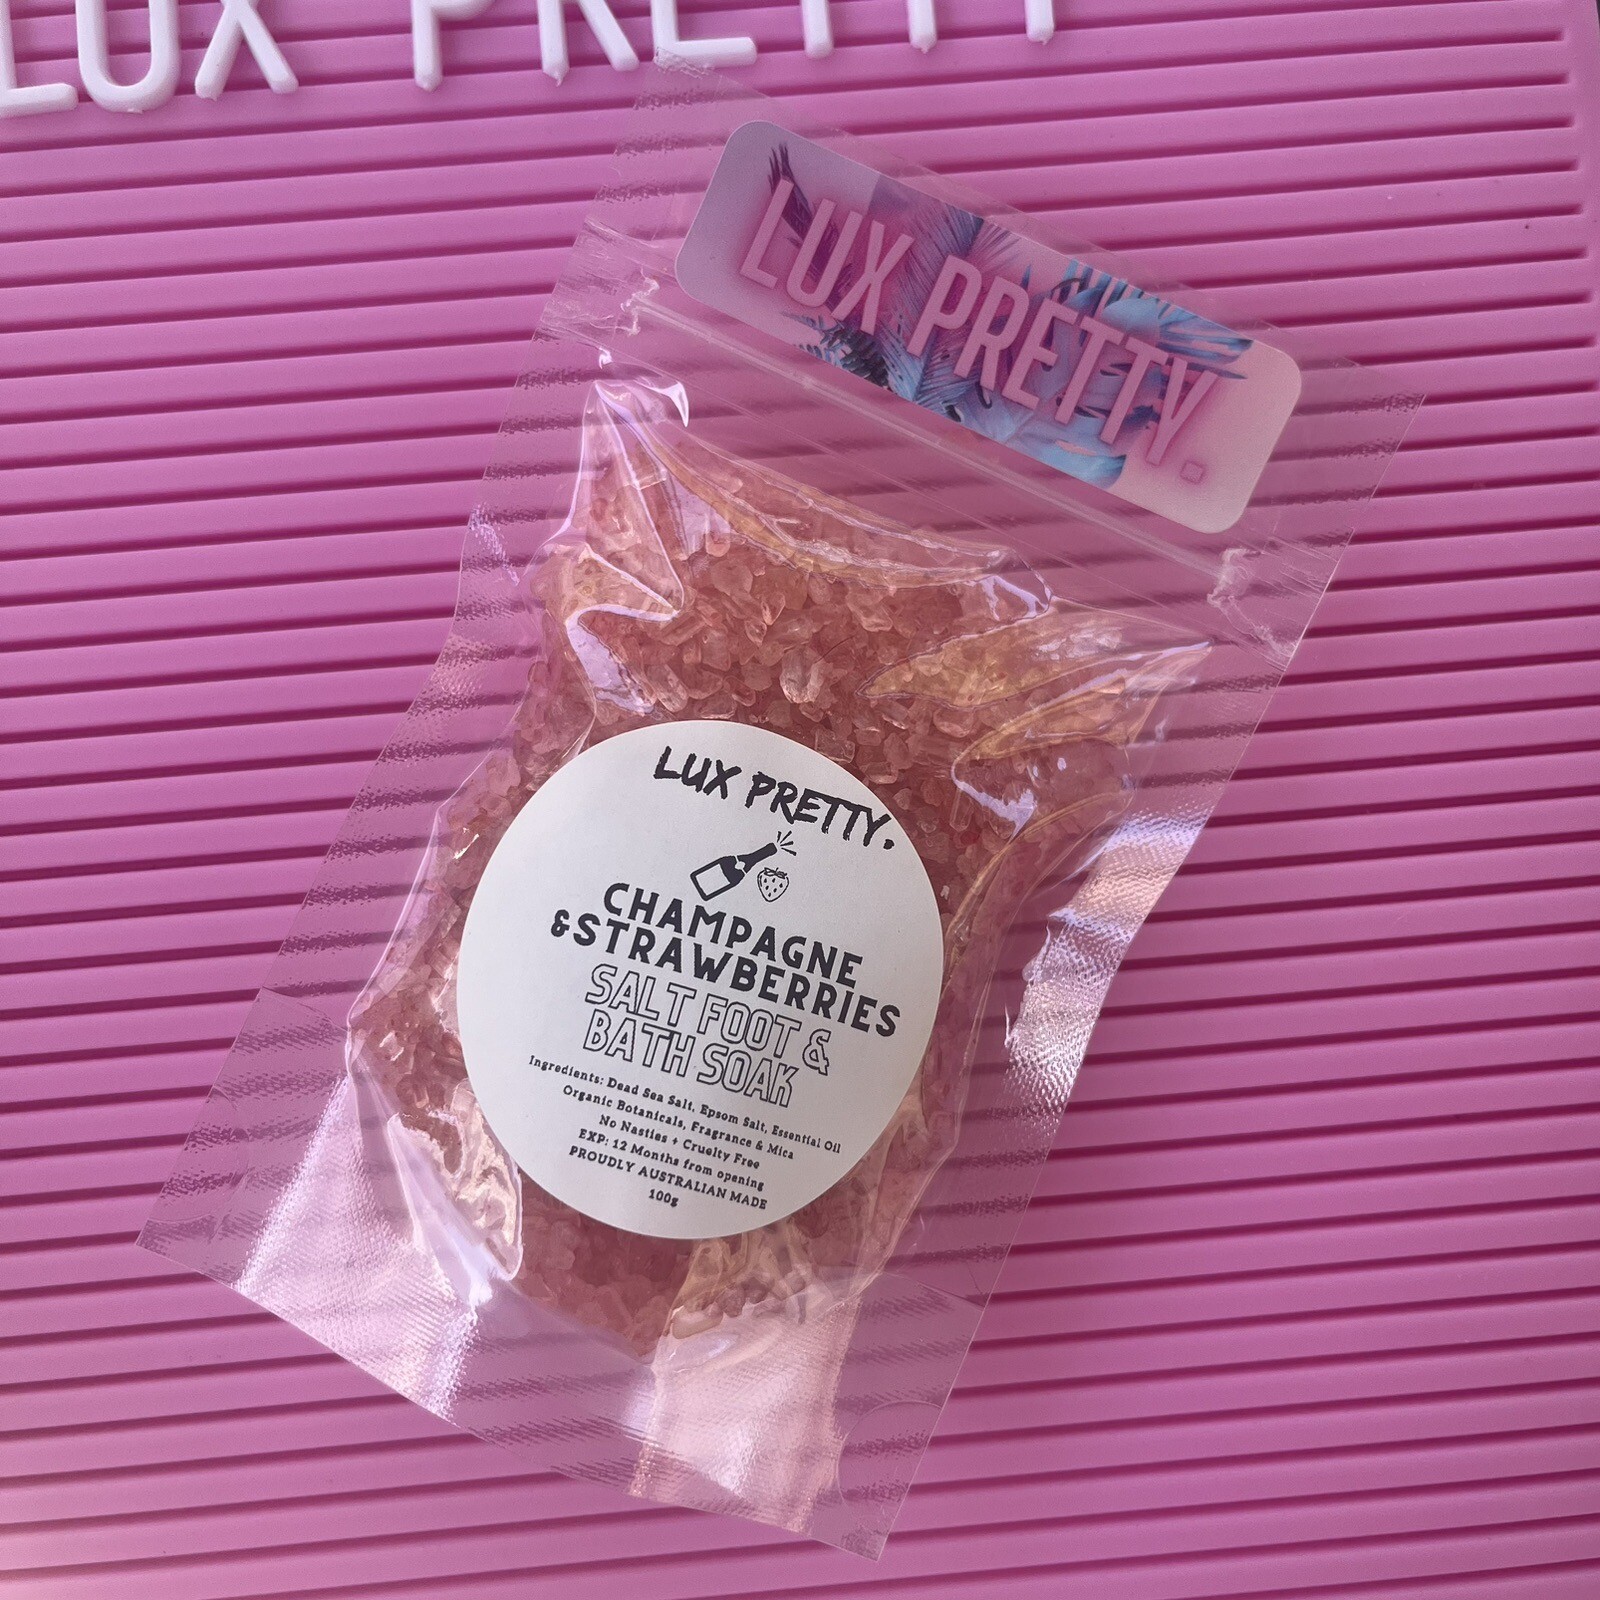 LUX PRETTY
LUX PRETTY.
LUX PRETTY.
CHAMPAGNE
&STRAWBERRIES
SALT FOOT &
BATH SOAK
Ingredients: Dead Sea Salt, Epsom Salt, Essential Oil
Organic Botanicals, Fragrance & Mica
No Nasties + Cruelty Free
EXP: 12 Months from opening
PROUDLY AUSTRALIAN MADE
100g